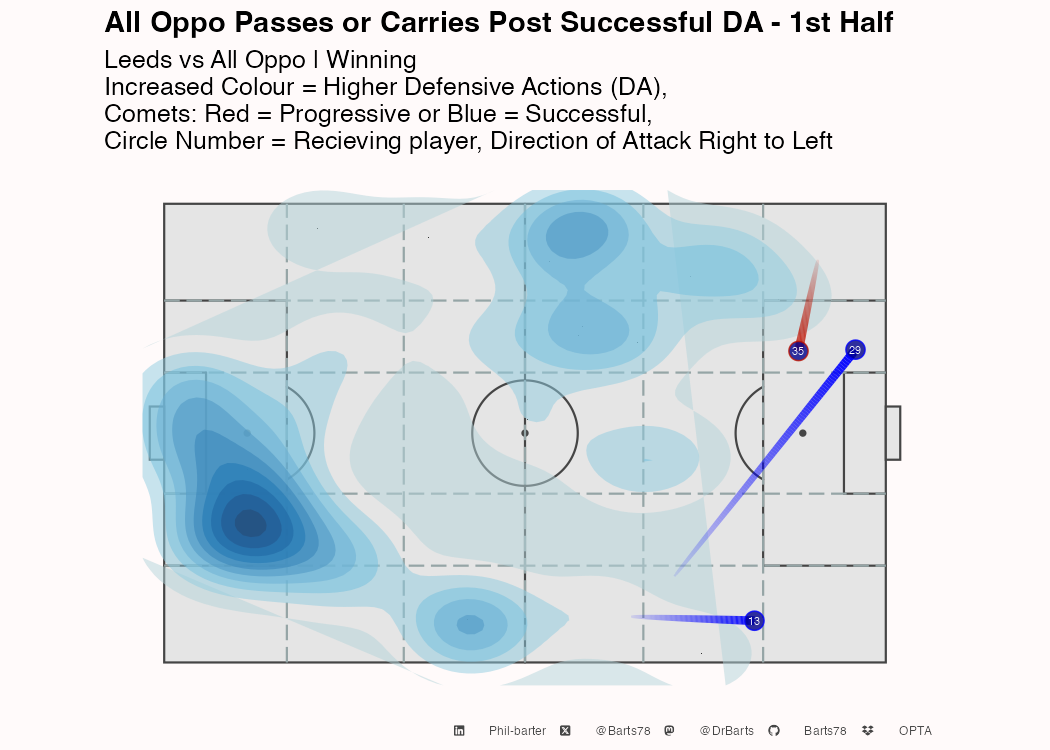 All Oppo Passes or Carries Post Successful DA - 1st Half
Leeds vs All Oppo | Winning
Increased Colour = Higher Defensive Actions (DA),
Comets: Red = Progressive or Blue = Successful,
Circle Number = Recieving player, Direction of Attack Right to Left
35
29
13
Phil-barter @Barts78 @DrBarts Barts78 OPTA